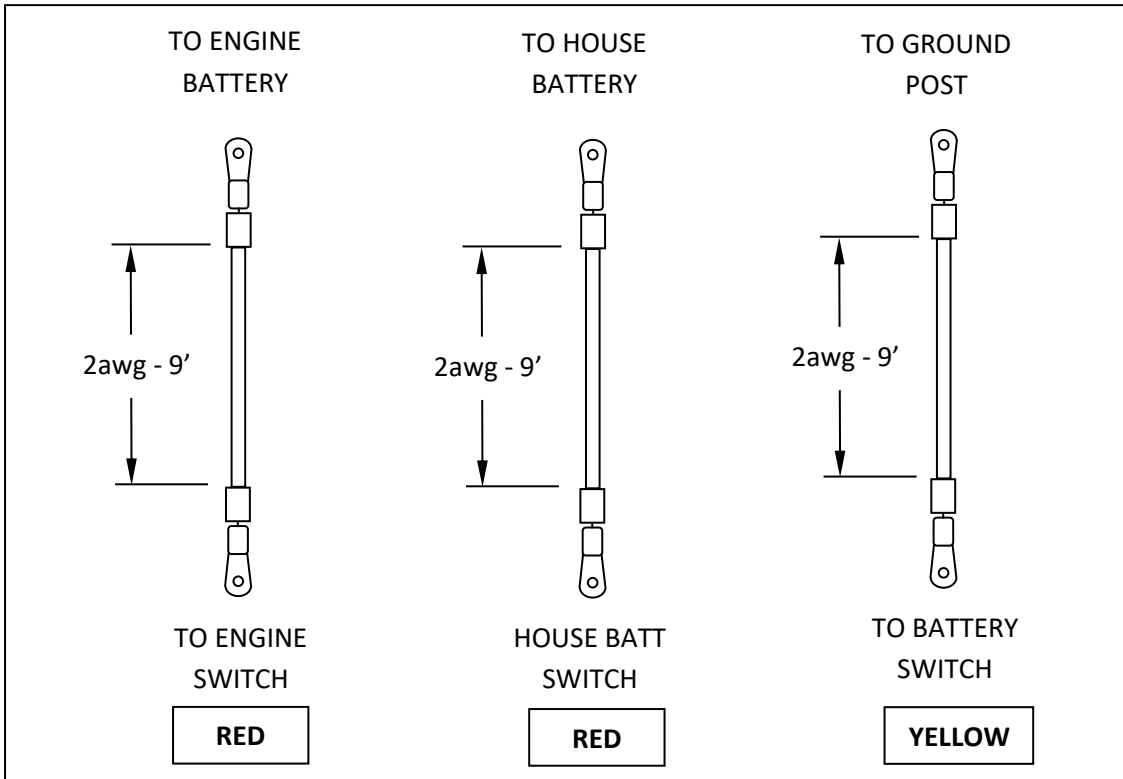 TO ENGINE
BATTERY
TO HOUSE
BATTERY
TO GROUND
POST
2awg - 9’
2awg - 9’
2awg - 9’
TO ENGINE
SWITCH
HOUSE BATT
SWITCH
TO BATTERY
SWITCH
RED
RED
YELLOW